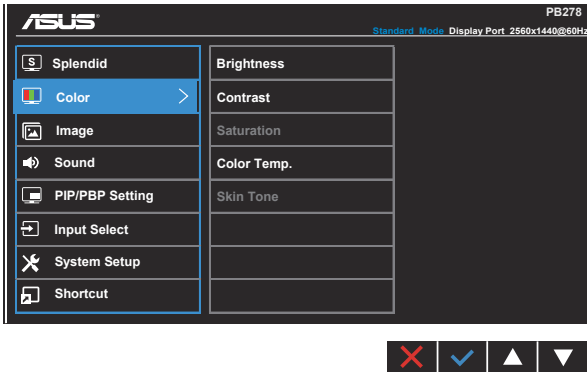 ASUS
PB278
Standard Mode Display Port 2560x1440@60Hz
S Splendid
Color
Image
Sound
PIP/PBP Setting
Input Select
System Setup
Shortcut
Brightness
Contrast
Saturation
Color Temp.
Skin Tone